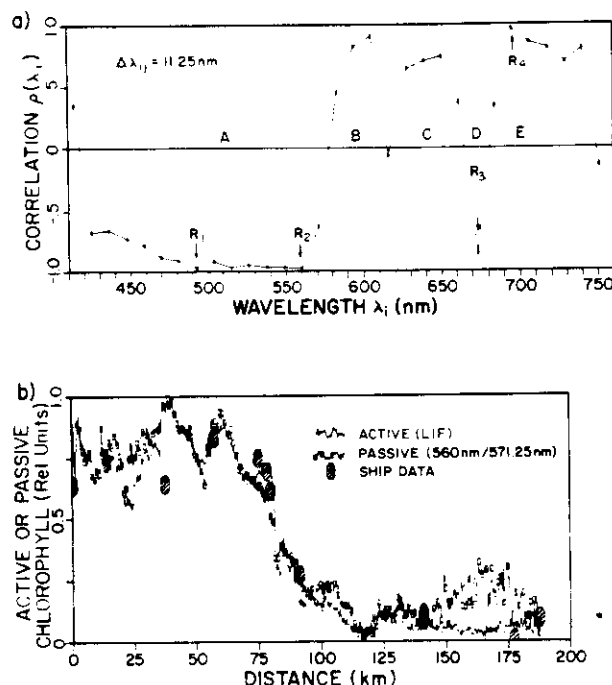 a)
1.0
.5
0
-.5
-1.0
CORRELATION ρ(λi)
Δλij = 11.25nm
A
B
C
D
E
R1
R2
R3
R4
450
500
550
600
650
700
750
WAVELENGTH λi (nm)
b)
1.0
0.5
0
ACTIVE OR PASSIVE
CHLOROPHYLL (Rel Units)
ACTIVE (LIF)
PASSIVE (560nm/571.25nm)
SHIP DATA
0
25
50
75
100
125
150
175
200
DISTANCE (km)